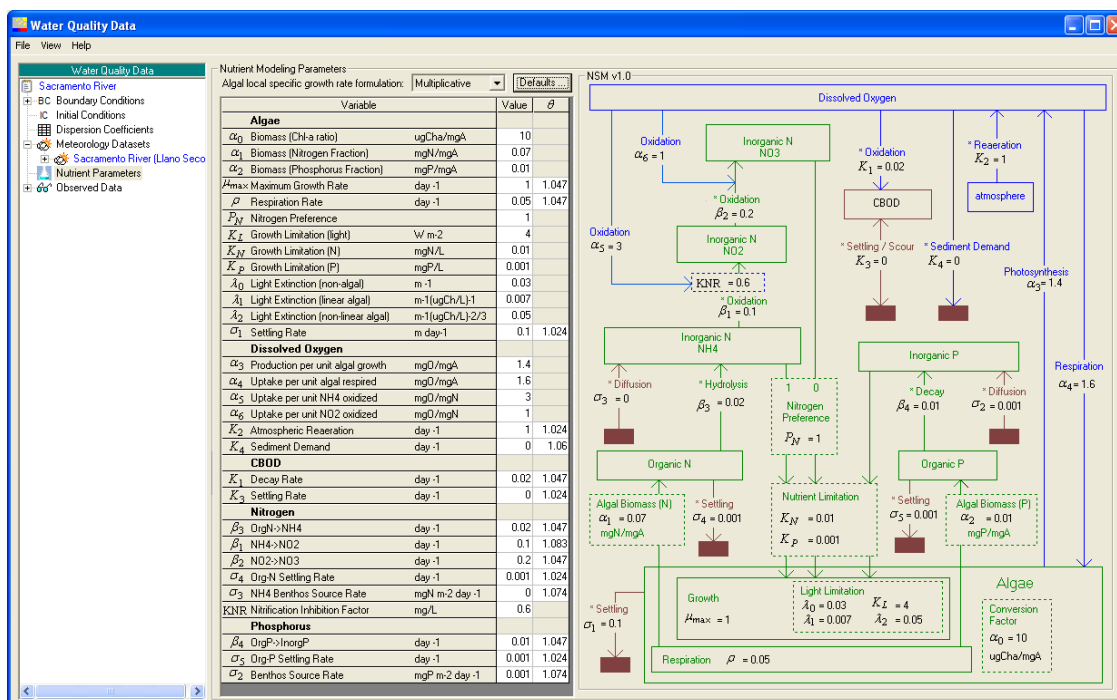 Water Quality Data
File View Help
Water Quality Data
Sacramento River
BC Boundary Conditions
IC Initial Conditions
Dispersion Coefficients
Meteorology Datasets
Sacramento River (Llano Seco
Nutrient Parameters
Observed Data
Nutrient Modeling Parameters
Algal local specific growth rate formulation: Multiplicative Defaults ...
Variable Value θ
Algae
α0 Biomass (Chl-a ratio) ugCha/mgA 10
α1 Biomass (Nitrogen Fraction) mgN/mgA 0.07
α2 Biomass (Phosphorus Fraction) mgP/mgA 0.01
μmax Maximum Growth Rate day -1 1 1.047
ρ Respiration Rate day -1 0.05 1.047
PN Nitrogen Preference 1
KL Growth Limitation (light) W m-2 4
KN Growth Limitation (N) mgN/L 0.01
KP Growth Limitation (P) mgP/L 0.001
λ0 Light Extinction (non-algal) m -1 0.03
λ1 Light Extinction (linear algal) m-1(ugCh/L)-1 0.007
λ2 Light Extinction (non-linear algal) m-1(ugCh/L)-2/3 0.05
σ1 Settling Rate m day-1 0.1 1.024
Dissolved Oxygen
α3 Production per unit algal growth mgO/mgA 1.4
α4 Uptake per unit algal respired mgO/mgA 1.6
α5 Uptake per unit NH4 oxidized mgO/mgN 3
α6 Uptake per unit NO2 oxidized mgO/mgN 1
K2 Atmospheric Reaeration day -1 1 1.024
K4 Sediment Demand day -1 0 1.06
CBOD
K1 Decay Rate day -1 0.02 1.047
K3 Settling Rate day -1 0 1.024
Nitrogen
β3 OrgN->NH4 day -1 0.02 1.047
β1 NH4->NO2 day -1 0.1 1.083
β2 NO2->NO3 day -1 0.2 1.047
σ4 Org-N Settling Rate day -1 0.001 1.024
σ3 NH4 Benthos Source Rate mgN m-2 day -1 0 1.074
KNR Nitrification Inhibition Factor mg/L 0.6
Phosphorus
β4 OrgP->InorgP day -1 0.01 1.047
σ5 Org-P Settling Rate day -1 0.001 1.024
σ2 Benthos Source Rate mgP m-2 day -1 0.001 1.074
NSM v1.0
Dissolved Oxygen
Oxidation
α6 = 1
Inorganic N
NO3
* Oxidation
K1 = 0.02
* Reaeration
K2 = 1
CBOD
atmosphere
* Oxidation
β2 = 0.2
Oxidation
α5 = 3
Inorganic N
NO2
* Settling / Scour
K3 = 0
* Sediment Demand
K4 = 0
Photosynthesis
α3 = 1.4
KNR = 0.6
* Oxidation
β1 = 0.1
Inorganic N
NH4
Inorganic P
Respiration
α4 = 1.6
* Diffusion
σ3 = 0
* Hydrolysis
β3 = 0.02
1 0
Nitrogen
Preference
PN = 1
* Decay
β4 = 0.01
* Diffusion
σ2 = 0.001
Organic N
Organic P
Algal Biomass (N)
α1 = 0.07
mgN/mgA
* Settling
σ4 = 0.001
Nutrient Limitation
KN = 0.01
KP = 0.001
* Settling
σ5 = 0.001
Algal Biomass (P)
α2 = 0.01
mgP/mgA
Algae
* Settling
σ1 = 0.1
Growth
μmax = 1
Light Limitation
λ0 = 0.03 KL = 4
λ1 = 0.007 λ2 = 0.05
Conversion
Factor
α0 = 10
ugCha/mgA
Respiration ρ = 0.05